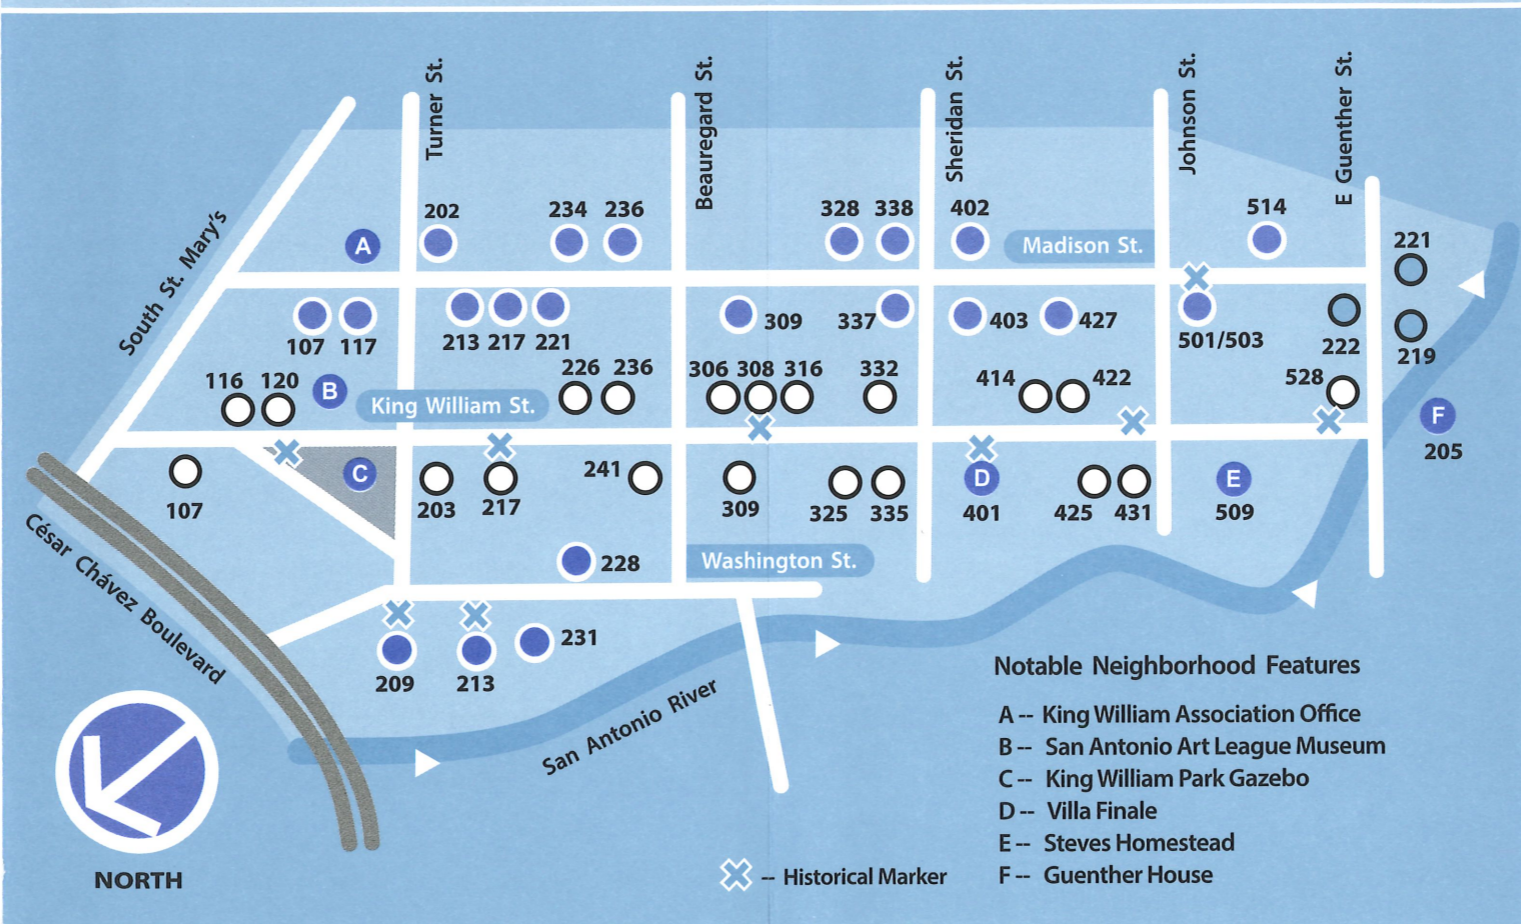 Turner St.
Beauregard St.
Sheridan St.
Johnson St.
E Guenther St.
South St. Mary's
202
234
236
328
338
402
514
221
A
Madison St.
107
117
213
217
221
309
337
403
427
501/503
222
219
116
120
B
226
236
306
308
316
332
414
422
528
King William St.
F
205
107
C
203
217
241
309
325
335
D
401
425
431
E
509
César Chávez Boulevard
228
Washington St.
209
213
231
San Antonio River
NORTH
Notable Neighborhood Features
A -- King William Association Office
B -- San Antonio Art League Museum
C -- King William Park Gazebo
D -- Villa Finale
E -- Steves Homestead
F -- Guenther House
-- Historical Marker